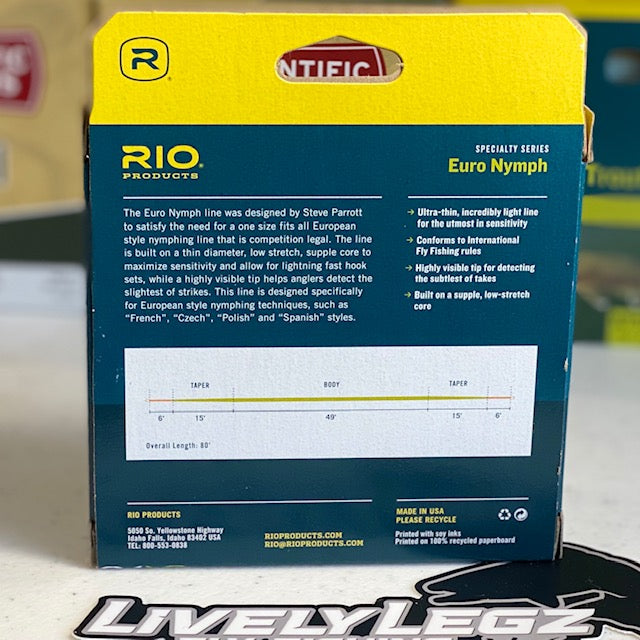 R
NTIFIC
RIO
PRODUCTS
SPECIALTY SERIES
Euro Nymph
The Euro Nymph line was designed by Steve Parrott
to satisfy the need for a one size fits all European
style nymphing line that is competition legal. The line
is built on a thin diameter, low stretch, supple core to
maximize sensitivity and allow for lightning fast hook
sets, while a highly visible tip helps anglers detect the
slightest of strikes. This line is designed specifically
for European style nymphing techniques, such as
“French”, “Czech”, “Polish” and “Spanish” styles.
→ Ultra-thin, incredibly light line
for the utmost in sensitivity
→ Conforms to International
Fly Fishing rules
→ Highly visible tip for detecting
the subtlest of takes
→ Built on a supple, low-stretch
core
TAPER BODY TAPER
6' 15' 49' 15' 6'
Overall Length: 80'
RIO PRODUCTS
5050 So. Yellowstone Highway
Idaho Falls, Idaho 83402 USA
TEL: 800-553-0838
RIOPRODUCTS.COM
RIO@RIOPRODUCTS.COM
MADE IN USA
PLEASE RECYCLE
Printed with soy inks
Printed on 100% recycled paperboard
Trout
LIVELYLEGZ